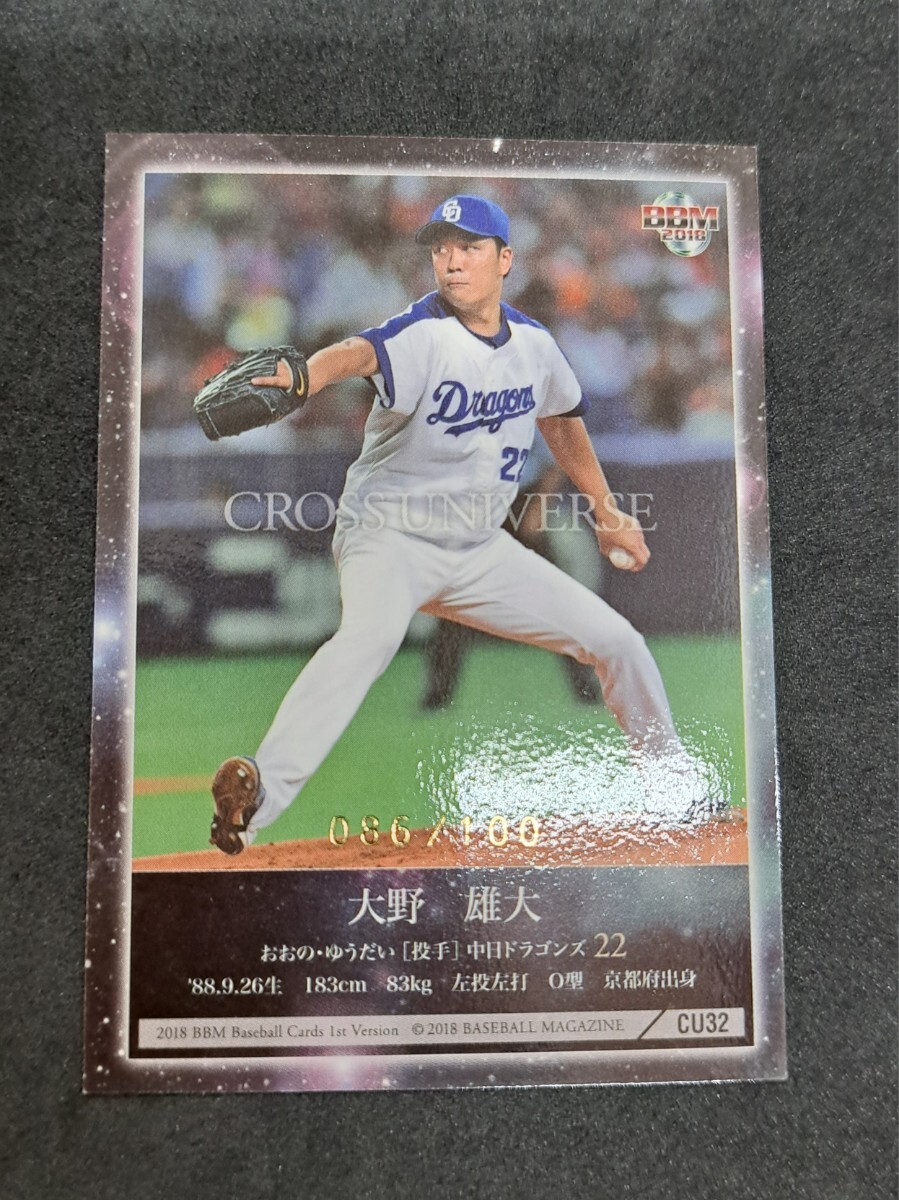 BBM
2018
CD
Dragons
22
CROSS UNIVERSE
086/100
大野 雄大
おおの・ゆうだい [投手] 中日ドラゴンズ 22
'88.9.26生 183cm 83kg 左投左打 O型 京都府出身
2018 BBM Baseball Cards 1st Version © 2018 BASEBALL MAGAZINE CU32